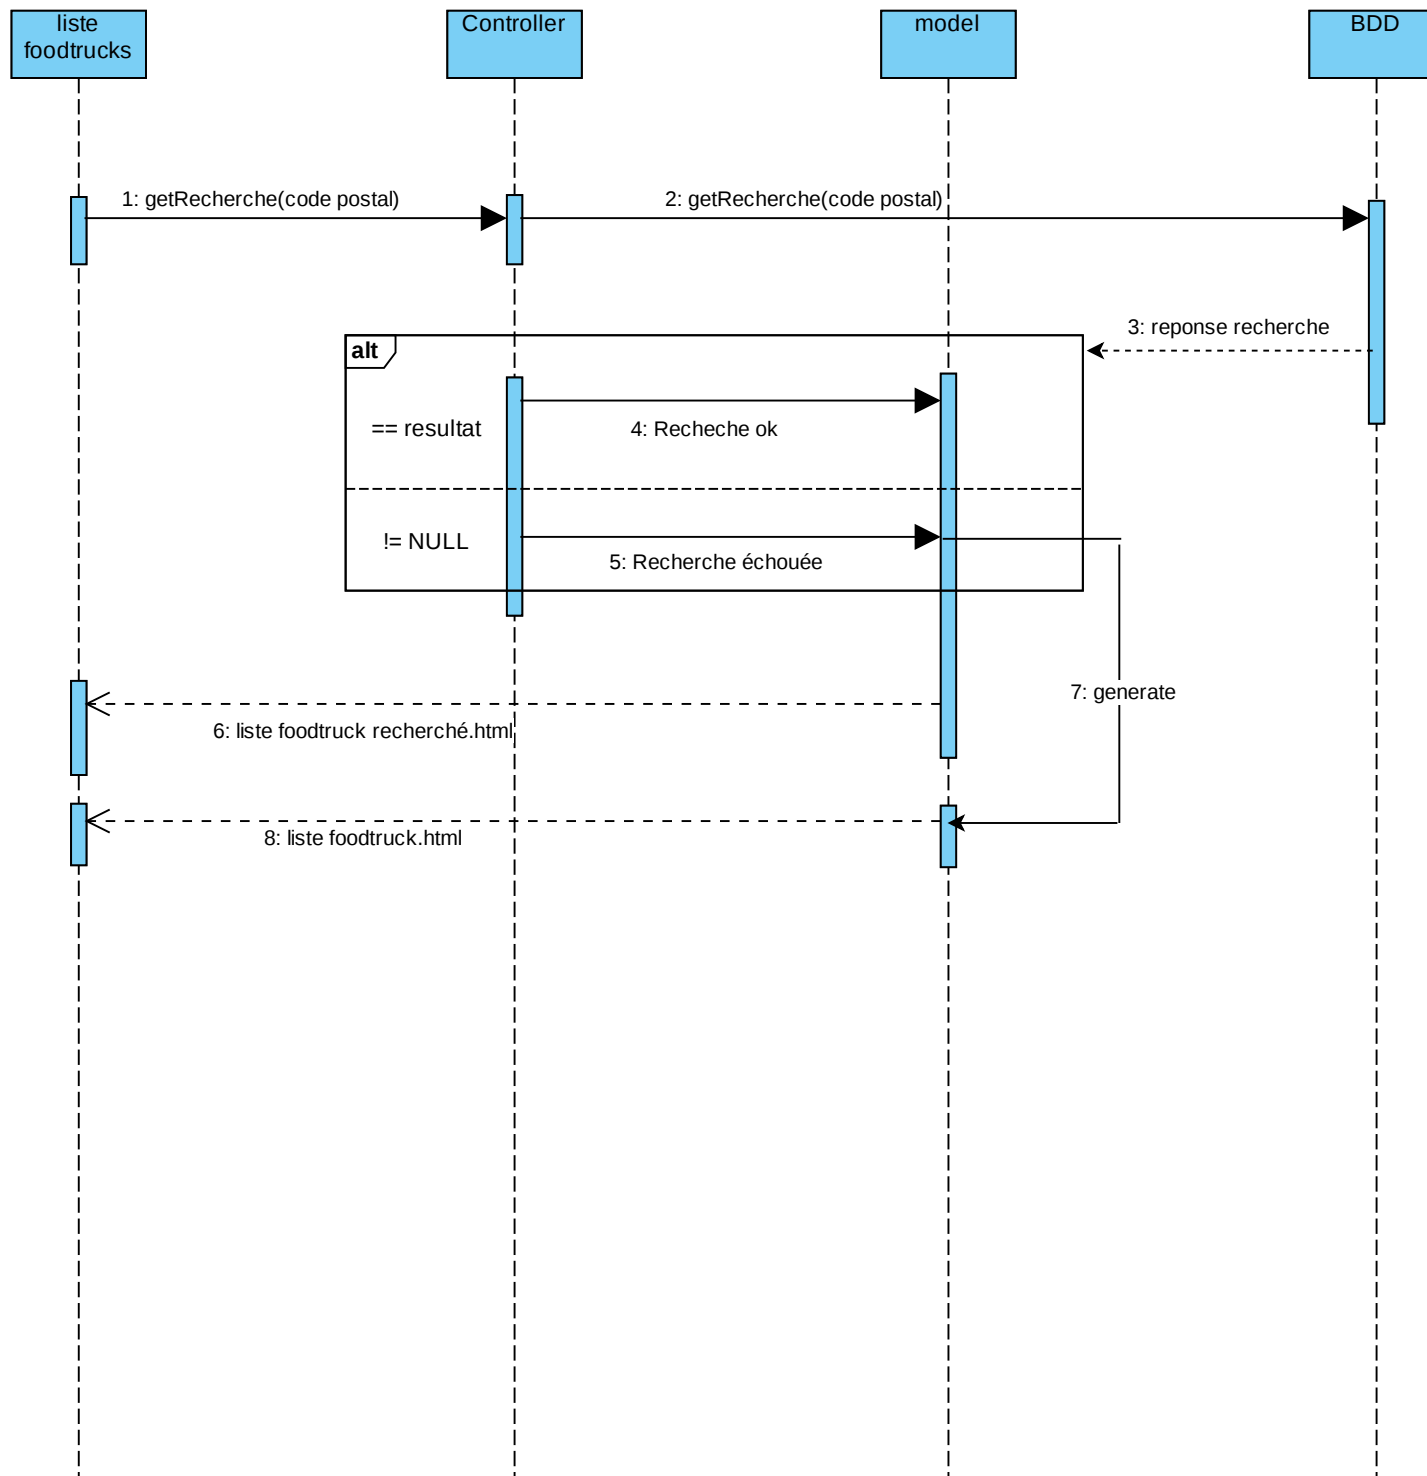 liste
foodtrucks
Controller
model
BDD
1: getRecherche(code postal)
2: getRecherche(code postal)
3: reponse recherche
alt
== resultat
4: Recheche ok
!= NULL
5: Recherche échouée
7: generate
6: liste foodtruck recherché.html
8: liste foodtruck.html